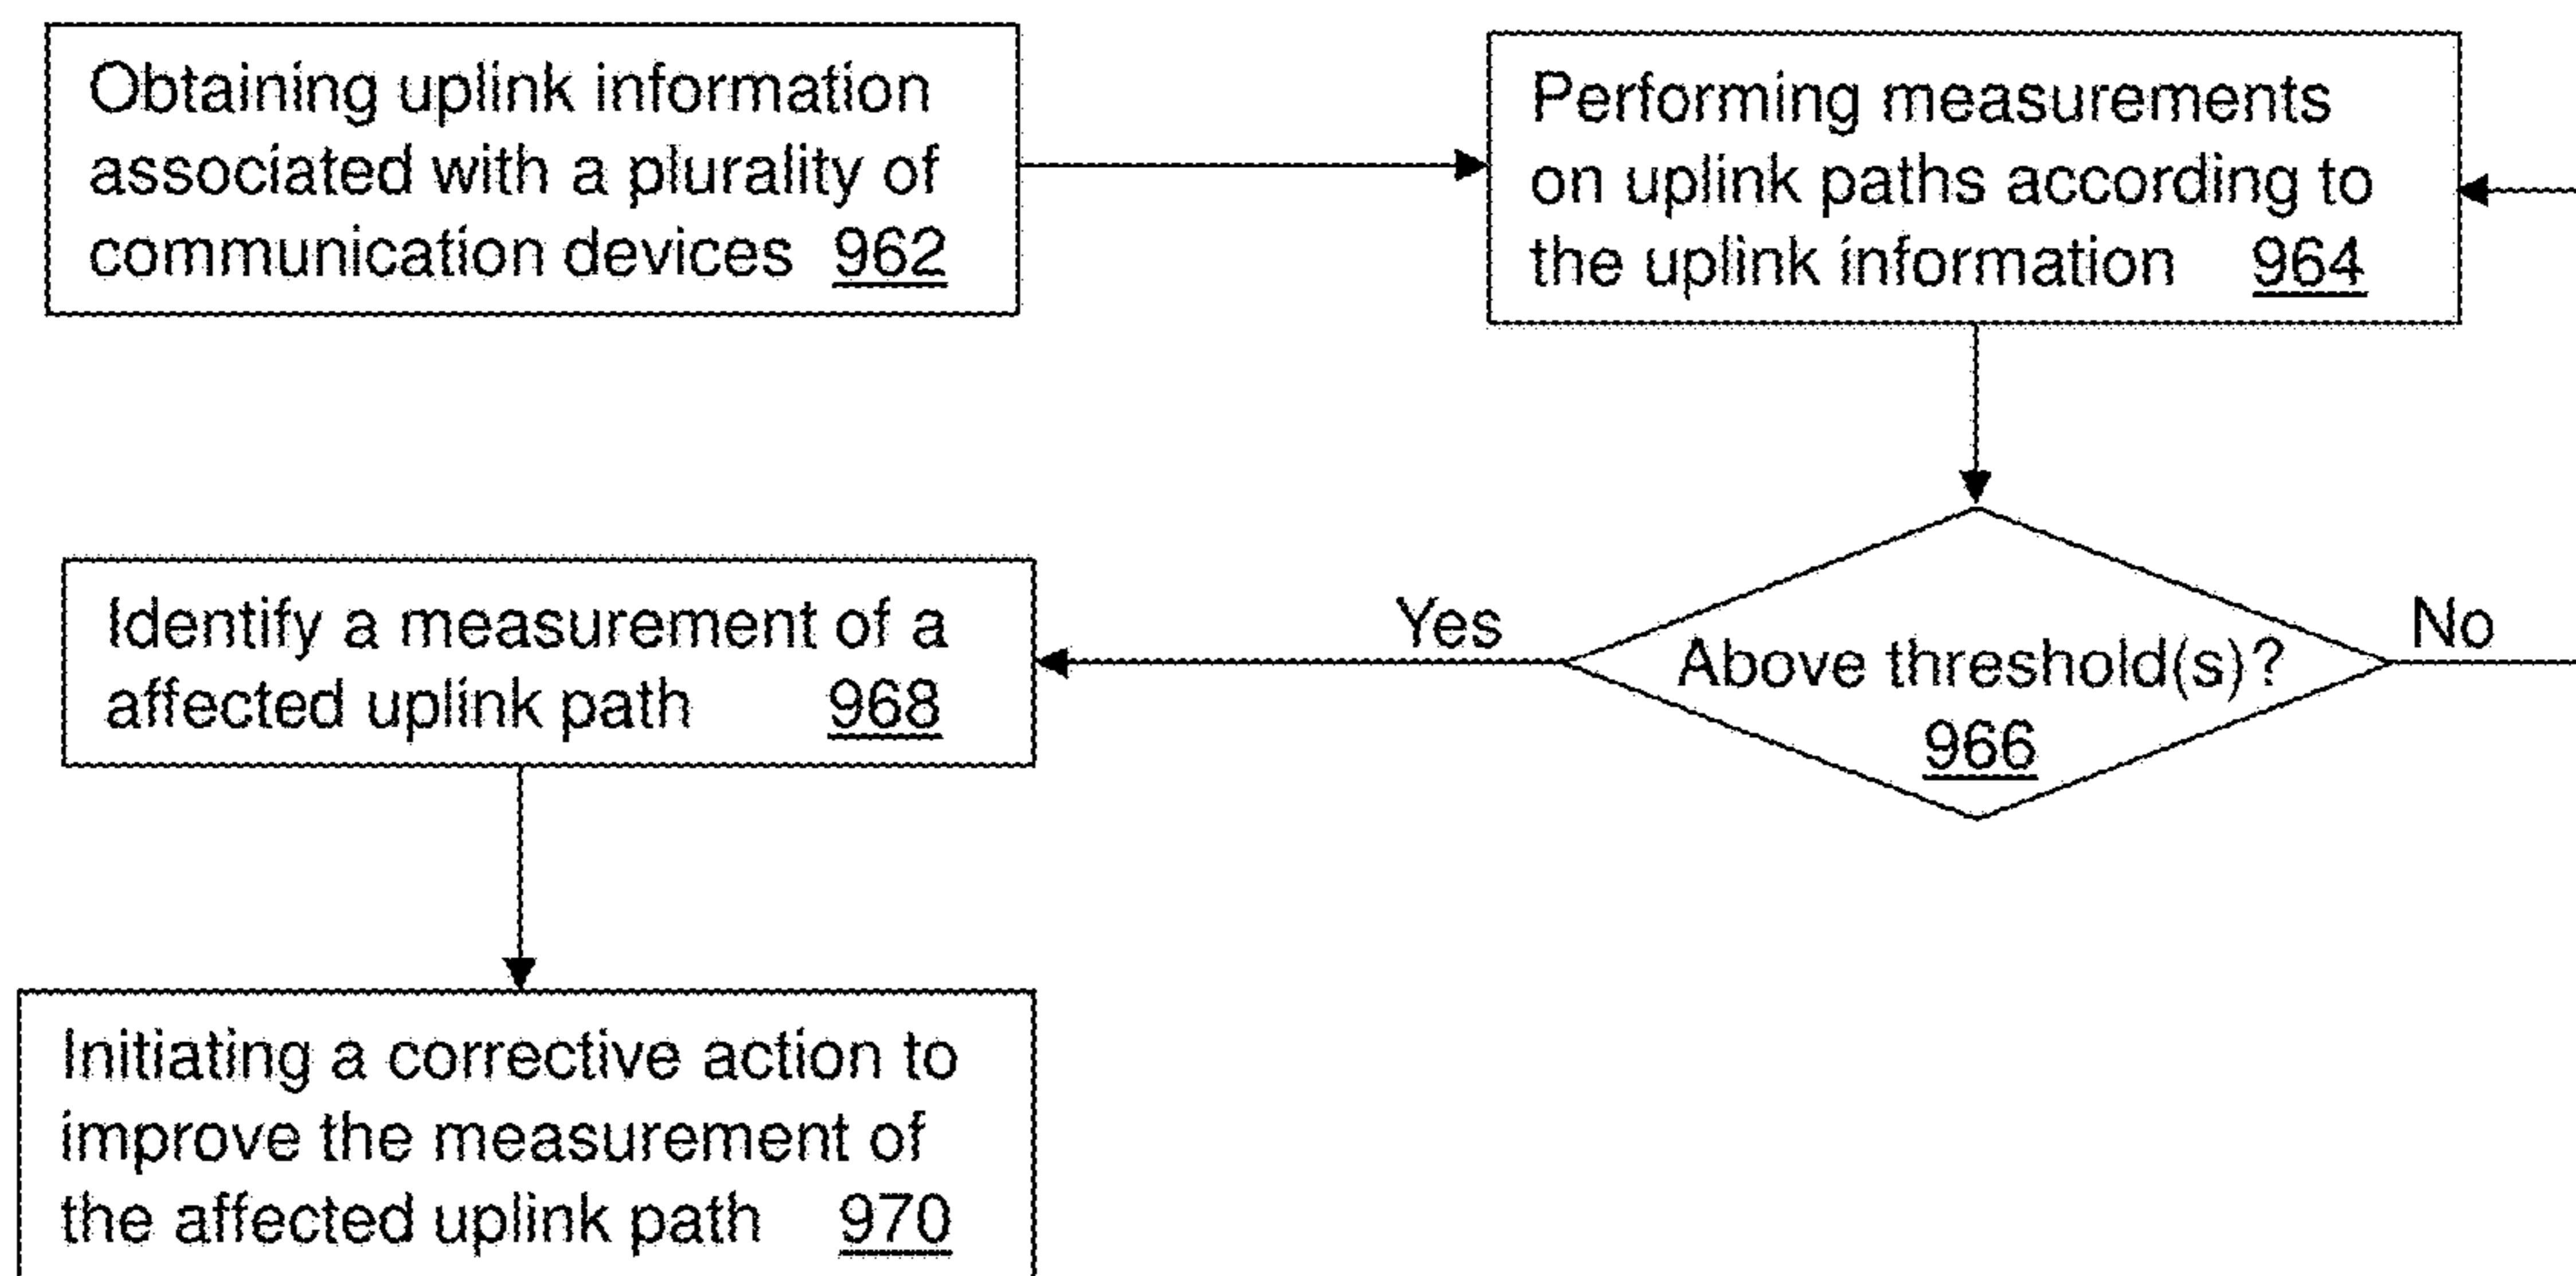 Obtaining uplink information
associated with a plurality of
communication devices 962
Performing measurements
on uplink paths according to
the uplink information 964
Above threshold(s)?
966
Yes
No
Identify a measurement of a
affected uplink path 968
Initiating a corrective action to
improve the measurement of
the affected uplink path 970